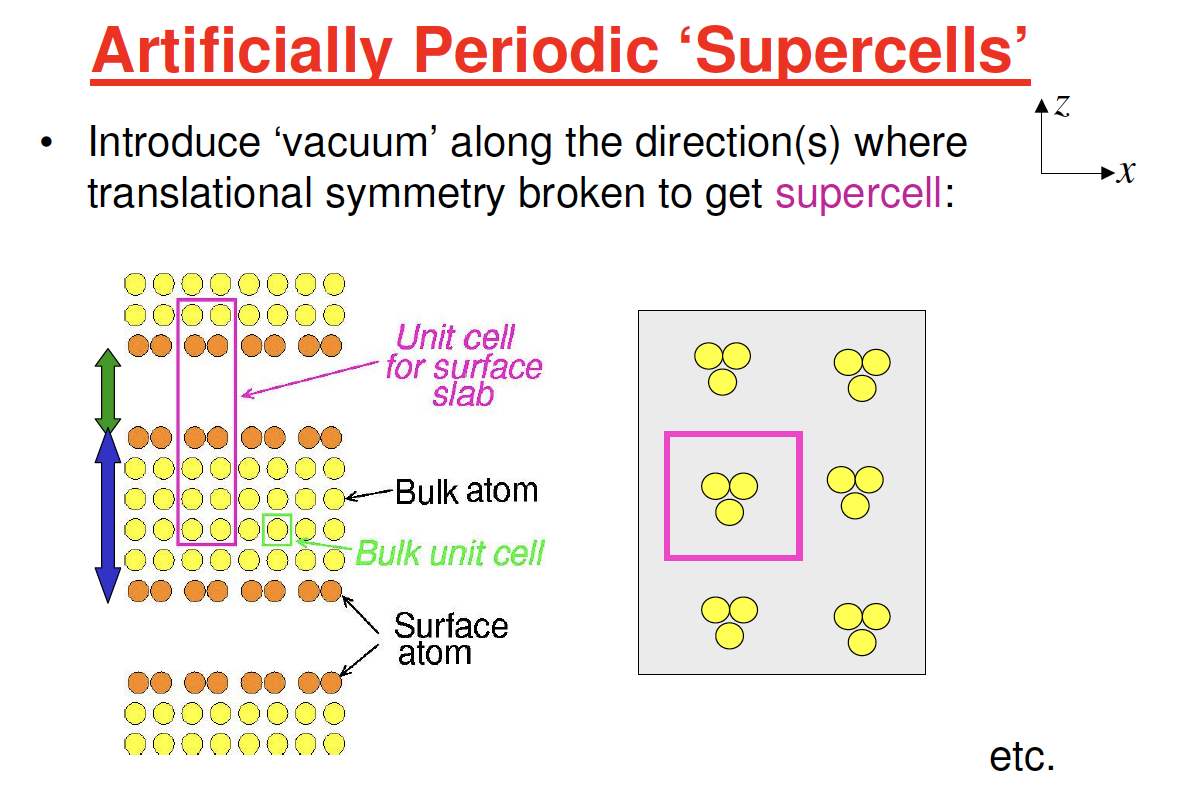 Artificially Periodic ‘Supercells’
z
x
• Introduce ‘vacuum’ along the direction(s) where
translational symmetry broken to get supercell:
Unit cell
for surface
slab
Bulk atom
Bulk unit cell
Surface
atom
etc.